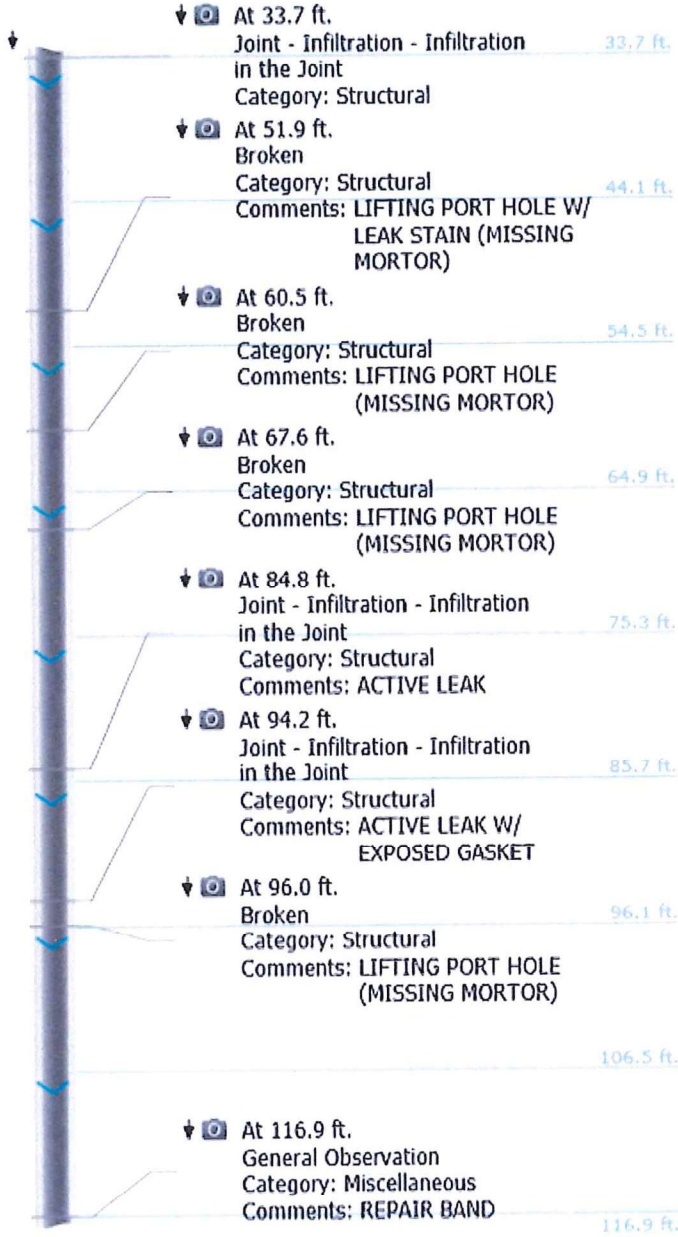 At 33.7 ft.
Joint - Infiltration - Infiltration
33.7 ft.
in the Joint
Category: Structural
At 51.9 ft.
Broken
Category: Structural
44.1 ft.
Comments: LIFTING PORT HOLE W/
LEAK STAIN (MISSING
MORTOR)
At 60.5 ft.
Broken
54.5 ft.
Category: Structural
Comments: LIFTING PORT HOLE
(MISSING MORTOR)
At 67.6 ft.
Broken
64.9 ft.
Category: Structural
Comments: LIFTING PORT HOLE
(MISSING MORTOR)
At 84.8 ft.
Joint - Infiltration - Infiltration
75.3 ft.
in the Joint
Category: Structural
Comments: ACTIVE LEAK
At 94.2 ft.
Joint - Infiltration - Infiltration
85.7 ft.
in the Joint
Category: Structural
Comments: ACTIVE LEAK W/
EXPOSED GASKET
At 96.0 ft.
Broken
96.1 ft.
Category: Structural
Comments: LIFTING PORT HOLE
(MISSING MORTOR)
106.5 ft.
At 116.9 ft.
General Observation
Category: Miscellaneous
Comments: REPAIR BAND
116.9 ft.